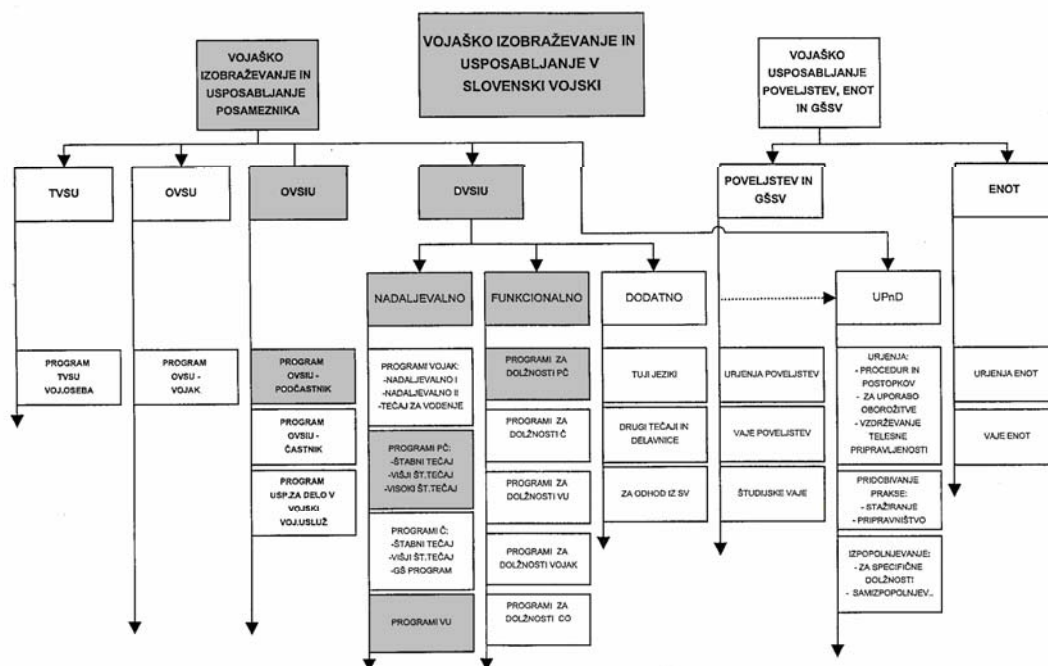 VOJAŠKO
IZOBRAŽEVANJE IN
USPOSABLJANJE
POSAMEZNIKA
VOJAŠKO IZOBRAŽEVANJE IN
USPOSABLJANJE V
SLOVENSKI VOJSKI
VOJAŠKO
USPOSABLJANJE
POVELJSTEV, ENOT
IN GŠSV
TVSU
OVSU
OVSIU
DVSIU
POVELJSTEV IN
GŠSV
ENOT
NADALJEVALNO
FUNKCIONALNO
DODATNO
UPnD
PROGRAM
TVSU
VOJ.OSEBA
PROGRAM
OVSU -
VOJAK
PROGRAM
OVSIU -
PODČASTNIK
PROGRAM
OVSIU -
ČASTNIK
PROGRAM
USP.ZA DELO V
VOJSKI
VOJ.USLUŽ
PROGRAMI VOJAK:
-NADALJEVALNO I
-NADALJEVALNO II
-TEČAJ ZA VODENJE
PROGRAMI PČ:
-ŠTABNI TEČAJ
-VIŠJI ŠT.TEČAJ
-VISOKI ŠT.TEČAJ
PROGRAMI Č:
-ŠTABNI TEČAJ
-VIŠJI ŠT.TEČAJ
-GŠ PROGRAM
PROGRAMI VU
PROGRAMI ZA
DOLŽNOSTI PČ
PROGRAMI ZA
DOLŽNOSTI Č
PROGRAMI ZA
DOLŽNOSTI VU
PROGRAMI ZA
DOLŽNOSTI VOJAK
PROGRAMI ZA
DOLŽNOSTI CO
TUJI JEZIKI
DRUGI TEČAJI IN
DELAVNICE
ZA ODHOD IZ SV
URJENJA POVELJSTEV
VAJE POVELJSTEV
ŠTUDIJSKE VAJE
URJENJA:
- PROCEDUR IN
POSTOPKOV
- ZA UPORABO
OBOROŽITVE
- VZDRŽEVANJE
TELESNE
PRIPRAVLJENOSTI
PRIDOBIVANJE
PRAKSE:
- STAŽIRANJE
- PRIPRAVNIŠTVO
IZPOPOLNJEVANJE:
- ZA SPECIFIČNE
DOLŽNOSTI
- SAMIZPOPOLNJEV...
URJENJA ENOT
VAJE ENOT